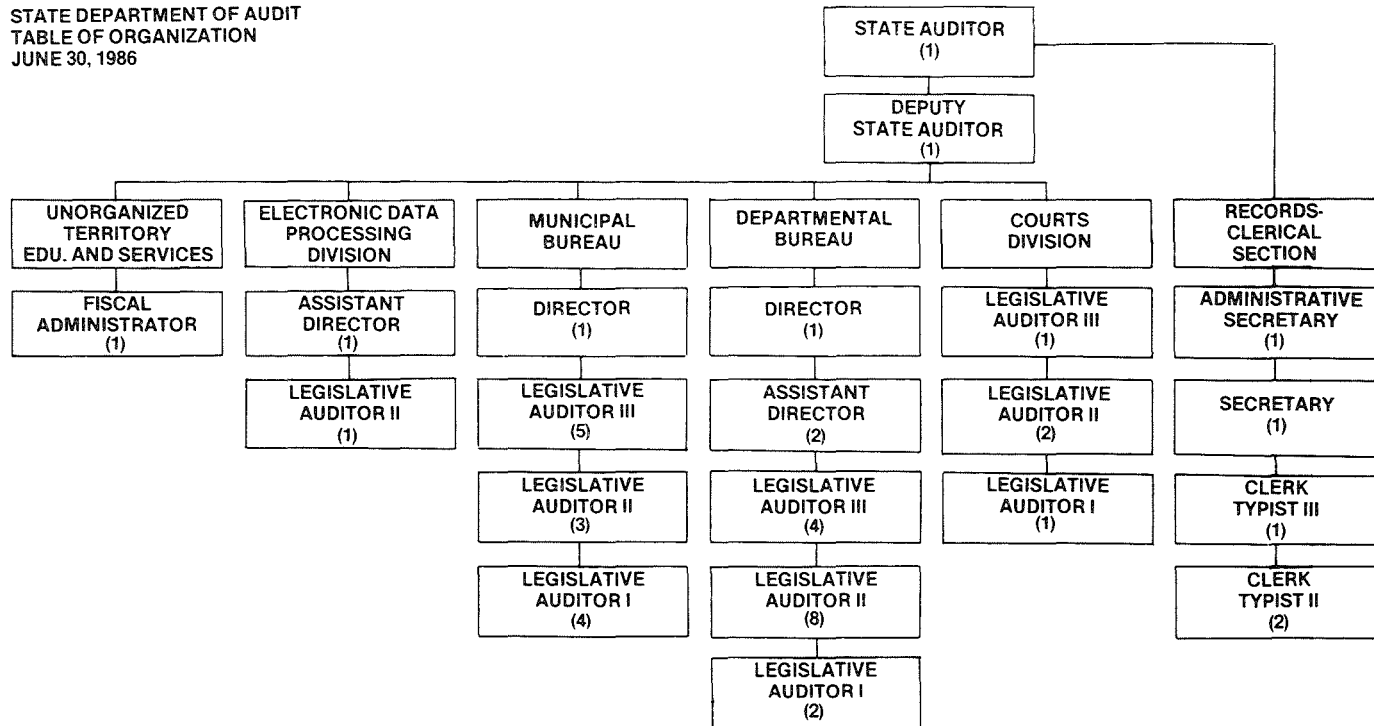 STATE DEPARTMENT OF AUDIT
TABLE OF ORGANIZATION
JUNE 30, 1986
STATE AUDITOR
(1)
DEPUTY
STATE AUDITOR
(1)
UNORGANIZED
TERRITORY
EDU. AND SERVICES
FISCAL
ADMINISTRATOR
(1)
ELECTRONIC DATA
PROCESSING
DIVISION
ASSISTANT
DIRECTOR
(1)
LEGISLATIVE
AUDITOR II
(1)
MUNICIPAL
BUREAU
DIRECTOR
(1)
LEGISLATIVE
AUDITOR III
(5)
LEGISLATIVE
AUDITOR II
(3)
LEGISLATIVE
AUDITOR I
(4)
DEPARTMENTAL
BUREAU
DIRECTOR
(1)
ASSISTANT
DIRECTOR
(2)
LEGISLATIVE
AUDITOR III
(4)
LEGISLATIVE
AUDITOR II
(8)
LEGISLATIVE
AUDITOR I
(2)
COURTS
DIVISION
LEGISLATIVE
AUDITOR III
(1)
LEGISLATIVE
AUDITOR II
(2)
LEGISLATIVE
AUDITOR I
(1)
RECORDS-
CLERICAL
SECTION
ADMINISTRATIVE
SECRETARY
(1)
SECRETARY
(1)
CLERK
TYPIST III
(1)
CLERK
TYPIST II
(2)